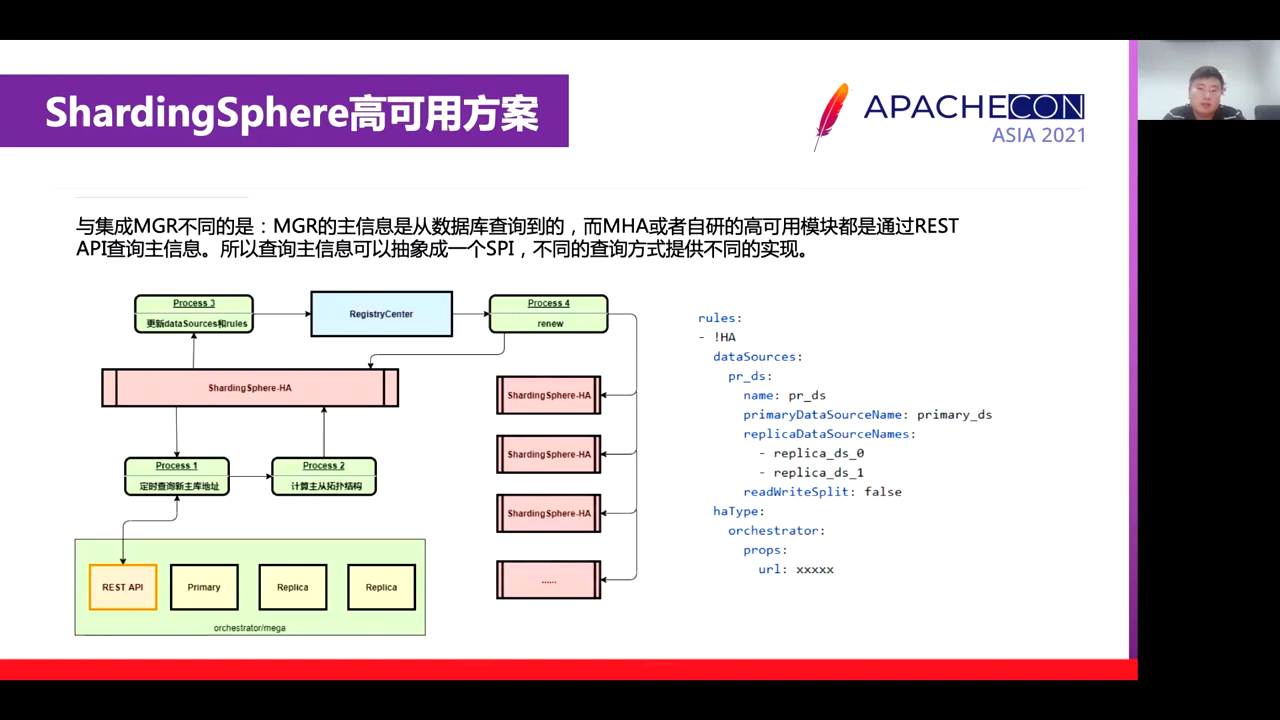 ShardingSphere高可用方案
APACHECON
ASIA 2021
与集成MGR不同的是：MGR的主信息是从数据库查询到的，而MHA或者自研的高可用模块都是通过REST
API查询主信息。所以查询主信息可以抽象成一个SPI，不同的查询方式提供不同的实现。
Process 3
更新dataSources和rules
RegistryCenter
Process 4
renew
ShardingSphere-HA
Process 1
定时查询新主库地址
Process 2
计算主从拓扑结构
REST API
Primary
Replica
Replica
orchestrator/mega
ShardingSphere-HA
ShardingSphere-HA
ShardingSphere-HA
......
rules:
- !HA
dataSources:
pr_ds:
name: pr_ds
primaryDataSourceName: primary_ds
replicaDataSourceNames:
- replica_ds_0
- replica_ds_1
readWriteSplit: false
haType:
orchestrator:
props:
url: xxxxx